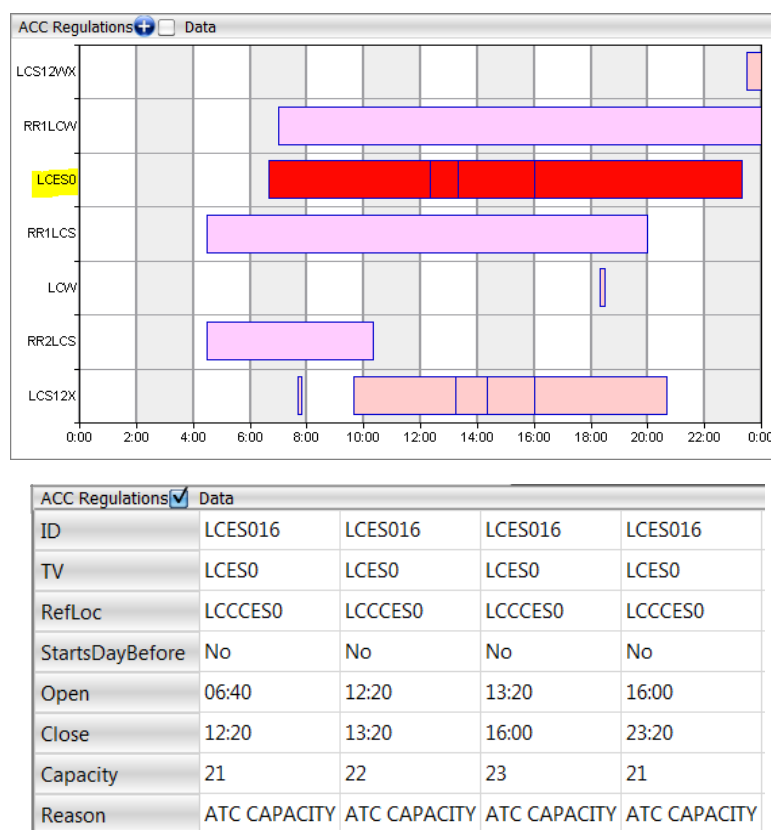 ACC Regulations Data
LCS12WX
RR1LCW
LCES0
RR1LCS
LCW
RR2LCS
LCS12X
0:00 2:00 4:00 6:00 8:00 10:00 12:00 14:00 16:00 18:00 20:00 22:00 0:00
ACC Regulations Data
ID LCES016 LCES016 LCES016 LCES016
TV LCES0 LCES0 LCES0 LCES0
RefLoc LCCCES0 LCCCES0 LCCCES0 LCCCES0
StartsDayBefore No No No No
Open 06:40 12:20 13:20 16:00
Close 12:20 13:20 16:00 23:20
Capacity 21 22 23 21
Reason ATC CAPACITY ATC CAPACITY ATC CAPACITY ATC CAPACITY